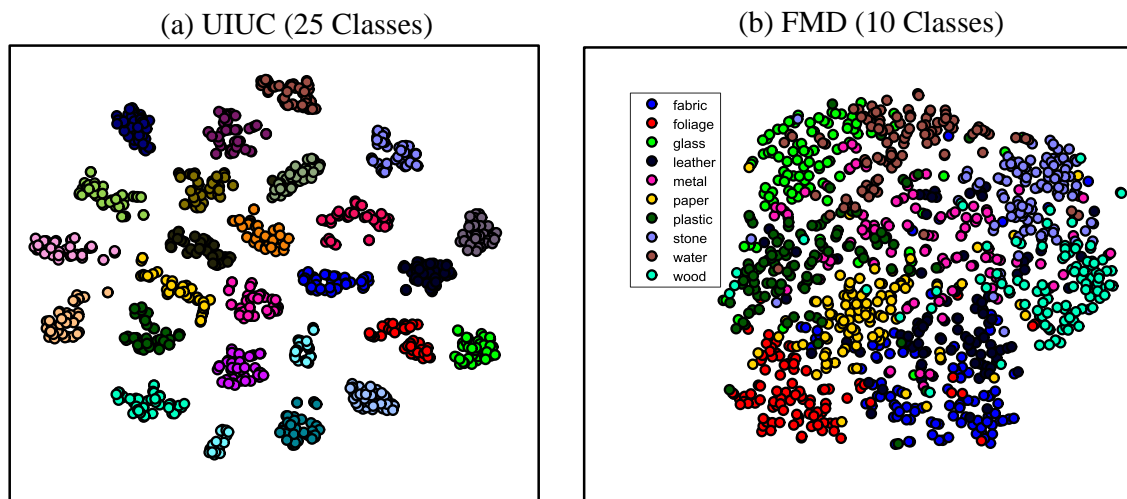 (a) UIUC (25 Classes)
(b) FMD (10 Classes)
fabric
foliage
glass
leather
metal
paper
plastic
stone
water
wood